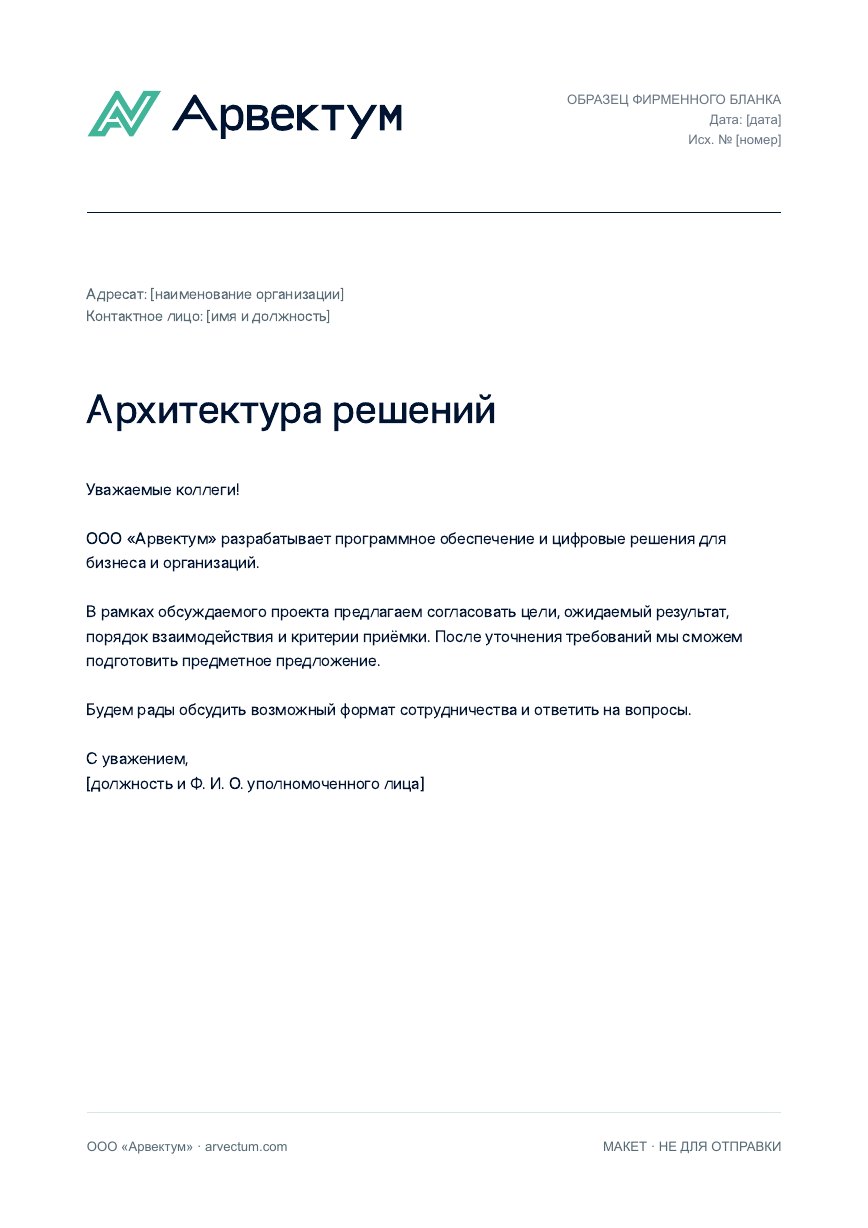 Арвектум
ОБРАЗЕЦ ФИРМЕННОГО БЛАНКА
Дата: [дата]
Исх. № [номер]
Адресат: [наименование организации]
Контактное лицо: [имя и должность]
Архитектура решений
Уважаемые коллеги!
ООО «Арвектум» разрабатывает программное обеспечение и цифровые решения для
бизнеса и организаций.
В рамках обсуждаемого проекта предлагаем согласовать цели, ожидаемый результат,
порядок взаимодействия и критерии приёмки. После уточнения требований мы сможем
подготовить предметное предложение.
Будем рады обсудить возможный формат сотрудничества и ответить на вопросы.
С уважением,
[должность и Ф. И. О. уполномоченного лица]
ООО «Арвектум» · arvectum.com
МАКЕТ · НЕ ДЛЯ ОТПРАВКИ